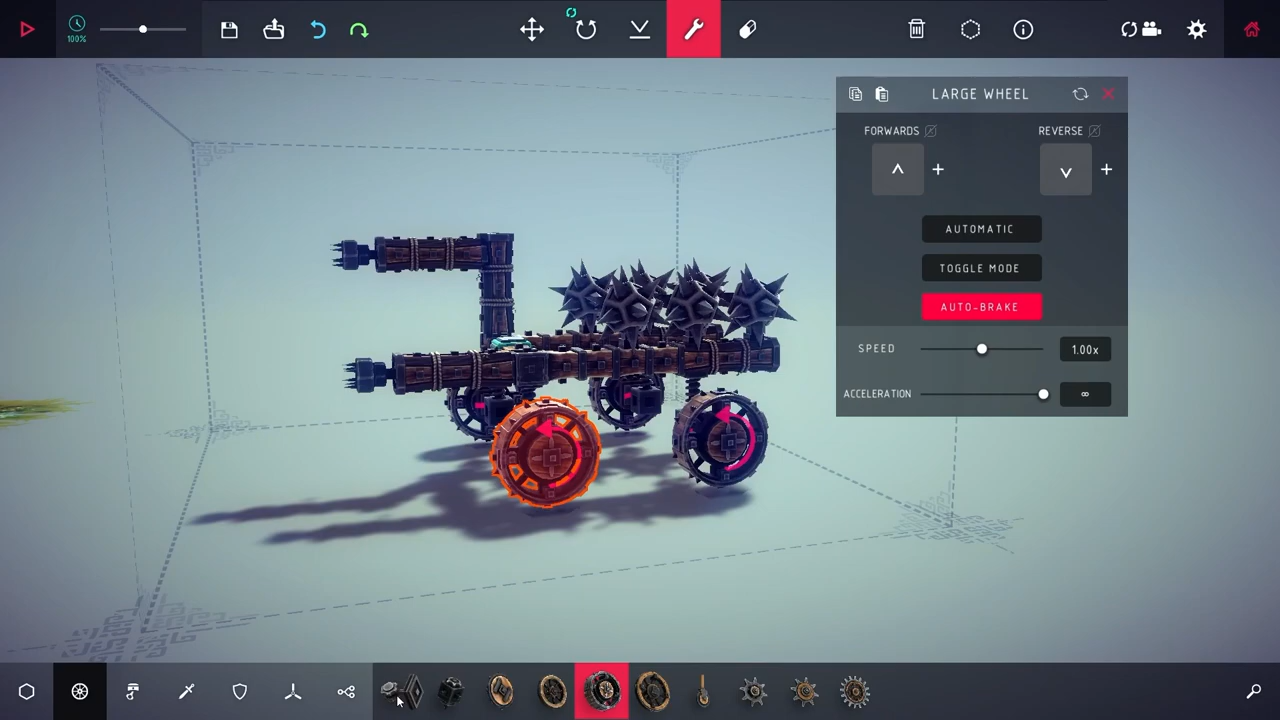 100%
LARGE WHEEL
FORWARDS
REVERSE
AUTOMATIC
TOGGLE MODE
AUTO-BRAKE
SPEED
1.00x
ACCELERATION
∞